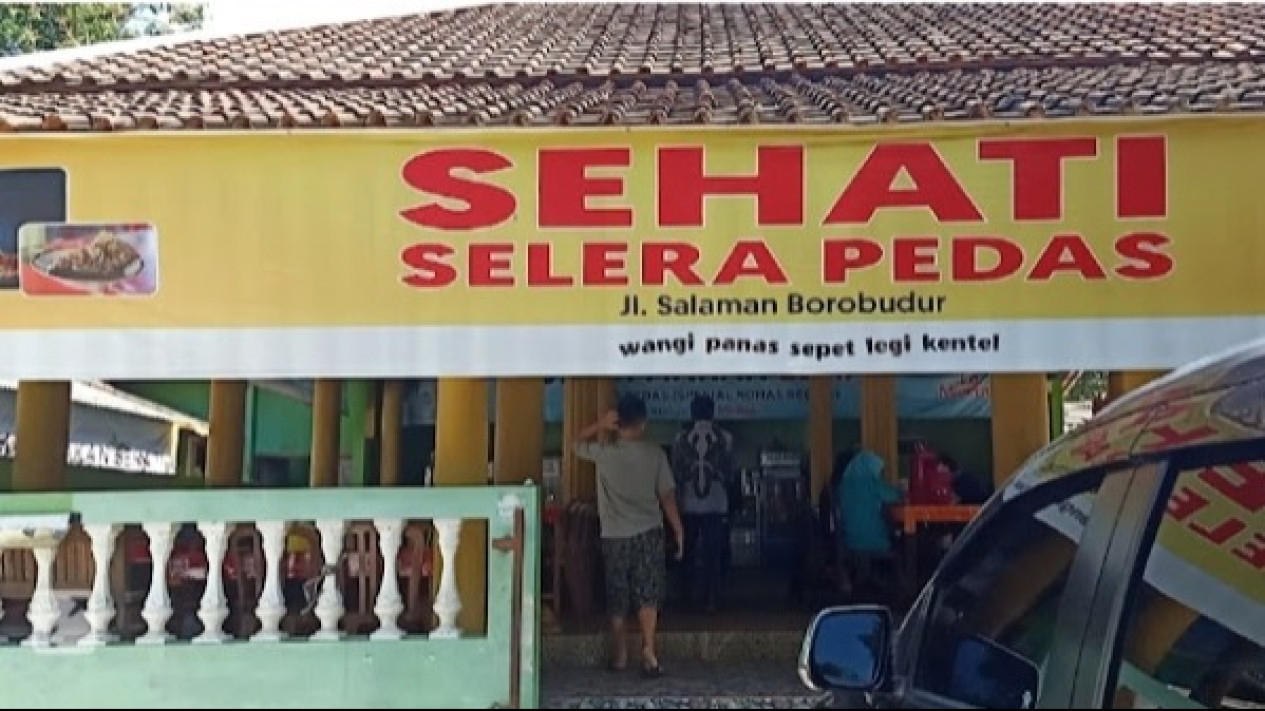 SEHATI
SELERA PEDAS
Jl. Salaman Borobudur
wangi panas sepet legi kentel